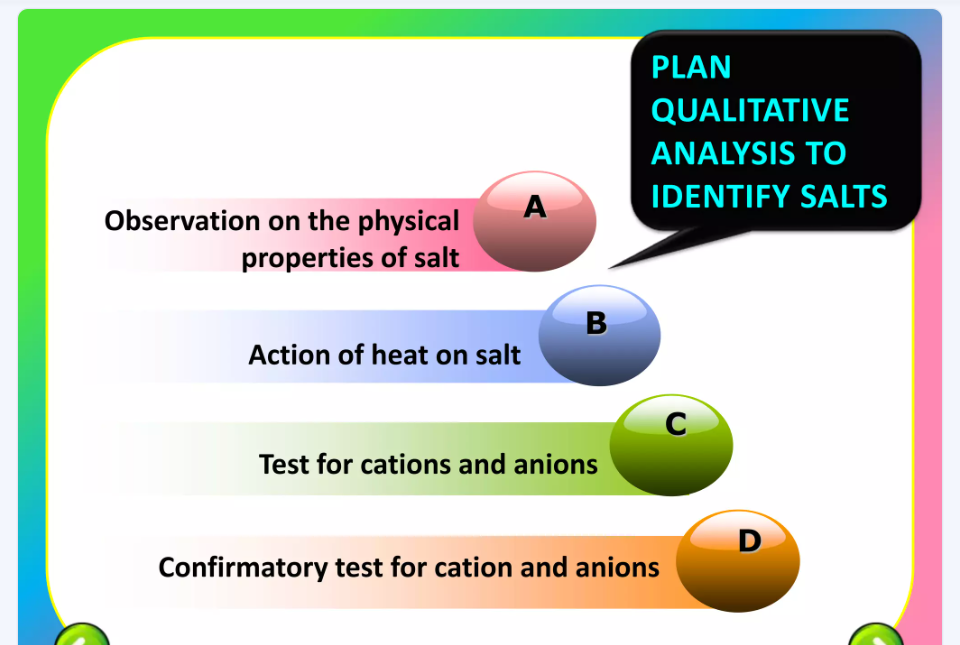 PLAN
QUALITATIVE
ANALYSIS TO
IDENTIFY SALTS
A
Observation on the physical
properties of salt
B
Action of heat on salt
C
Test for cations and anions
D
Confirmatory test for cation and anions